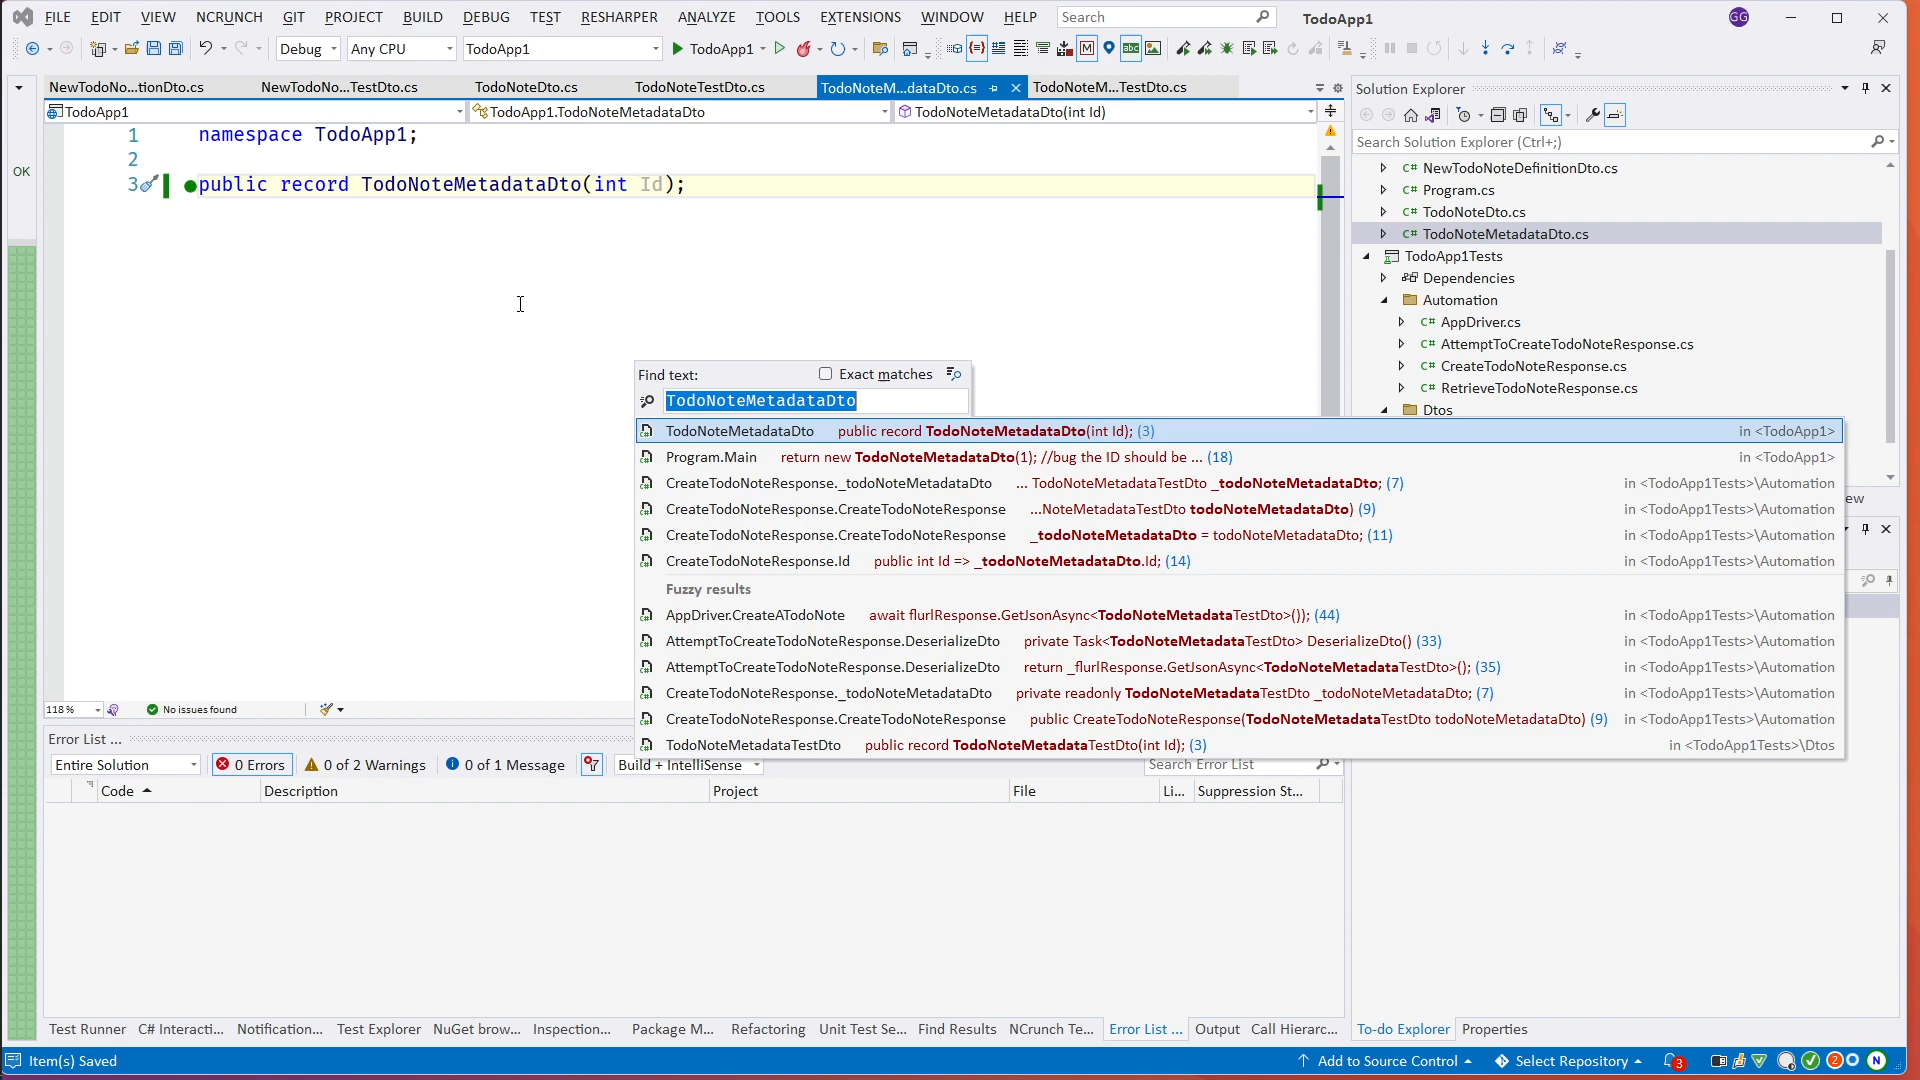 FILE EDIT VIEW NCRUNCH GIT PROJECT BUILD DEBUG TEST RESHARPER ANALYZE TOOLS EXTENSIONS WINDOW HELP Search TodoApp1 GG
Debug Any CPU TodoApp1 TodoApp1
NewTodoNo...tionDto.cs NewTodoNo...TestDto.cs TodoNoteDto.cs TodoNoteTestDto.cs TodoNoteM...dataDto.cs TodoNoteM...TestDto.cs
TodoApp1 TodoApp1.TodoNoteMetadataDto TodoNoteMetadataDto(int Id)
OK
1 namespace TodoApp1;
2
3 public record TodoNoteMetadataDto(int Id);
Solution Explorer
Search Solution Explorer (Ctrl+;)
C# NewTodoNoteDefinitionDto.cs
C# Program.cs
C# TodoNoteDto.cs
C# TodoNoteMetadataDto.cs
TodoApp1Tests
Dependencies
Automation
C# AppDriver.cs
C# AttemptToCreateTodoNoteResponse.cs
C# CreateTodoNoteResponse.cs
C# RetrieveTodoNoteResponse.cs
Dtos
Find text: Exact matches
TodoNoteMetadataDto
TodoNoteMetadataDto public record TodoNoteMetadataDto(int Id); (3) in <TodoApp1>
Program.Main return new TodoNoteMetadataDto(1); //bug the ID should be ... (18) in <TodoApp1>
CreateTodoNoteResponse._todoNoteMetadataDto ... TodoNoteMetadataTestDto _todoNoteMetadataDto; (7) in <TodoApp1Tests>\Automation
CreateTodoNoteResponse.CreateTodoNoteResponse ...NoteMetadataTestDto todoNoteMetadataDto) (9) in <TodoApp1Tests>\Automation
CreateTodoNoteResponse.CreateTodoNoteResponse _todoNoteMetadataDto = todoNoteMetadataDto; (11) in <TodoApp1Tests>\Automation
CreateTodoNoteResponse.Id public int Id => _todoNoteMetadataDto.Id; (14) in <TodoApp1Tests>\Automation
Fuzzy results
AppDriver.CreateATodoNote await flurlResponse.GetJsonAsync<TodoNoteMetadataTestDto>()); (44) in <TodoApp1Tests>\Automation
AttemptToCreateTodoNoteResponse.DeserializeDto private Task<TodoNoteMetadataTestDto> DeserializeDto() (33) in <TodoApp1Tests>\Automation
AttemptToCreateTodoNoteResponse.DeserializeDto return _flurlResponse.GetJsonAsync<TodoNoteMetadataTestDto>(); (35) in <TodoApp1Tests>\Automation
CreateTodoNoteResponse._todoNoteMetadataDto private readonly TodoNoteMetadataTestDto _todoNoteMetadataDto; (7) in <TodoApp1Tests>\Automation
CreateTodoNoteResponse.CreateTodoNoteResponse public CreateTodoNoteResponse(TodoNoteMetadataTestDto todoNoteMetadataDto) (9) in <TodoApp1Tests>\Automation
TodoNoteMetadataTestDto public record TodoNoteMetadataTestDto(int Id); (3) in <TodoApp1Tests>\Dtos
118 % No issues found
Error List ...
Entire Solution 0 Errors 0 of 2 Warnings 0 of 1 Message Build + IntelliSense Search Error List
Code Description Project File Li... Suppression St...
Test Runner C# Interacti... Notification... Test Explorer NuGet brow... Inspection... Package M... Refactoring Unit Test Se... Find Results NCrunch Te... Error List ... Output Call Hierarc... To-do Explorer Properties
Item(s) Saved Add to Source Control Select Repository 3 2 N